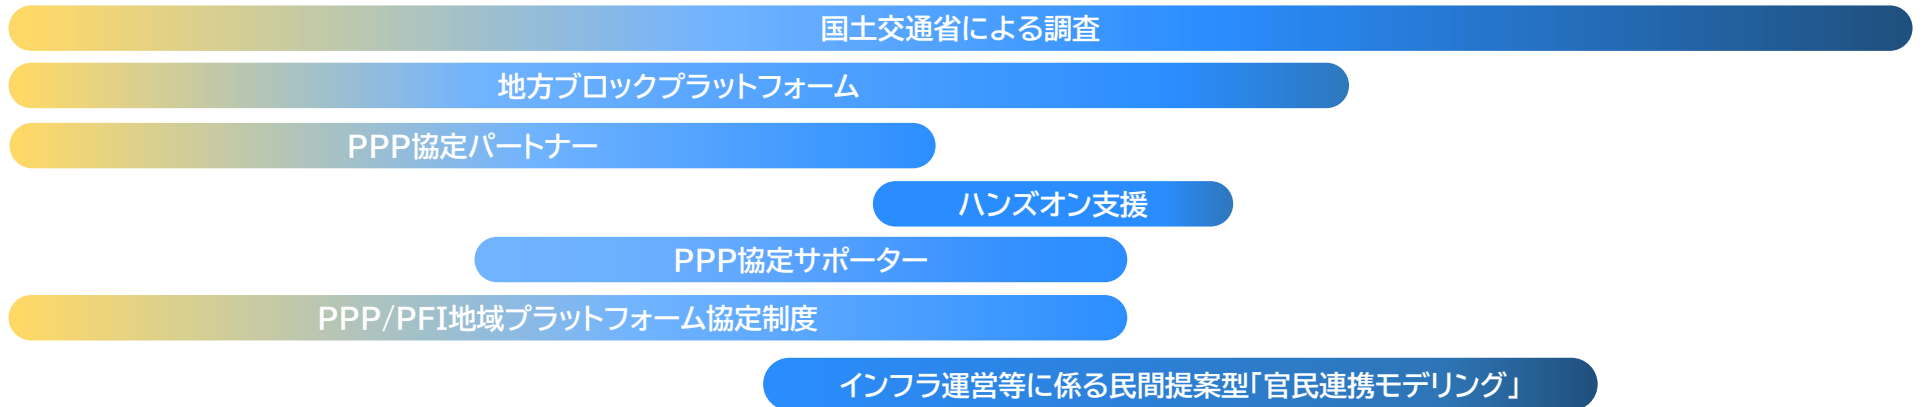 国土交通省による調査
地方ブロックプラットフォーム
PPP協定パートナー
ハンズオン支援
PPP協定サポーター
PPP/PFI地域プラットフォーム協定制度
インフラ運営等に係る民間提案型「官民連携モデリング」